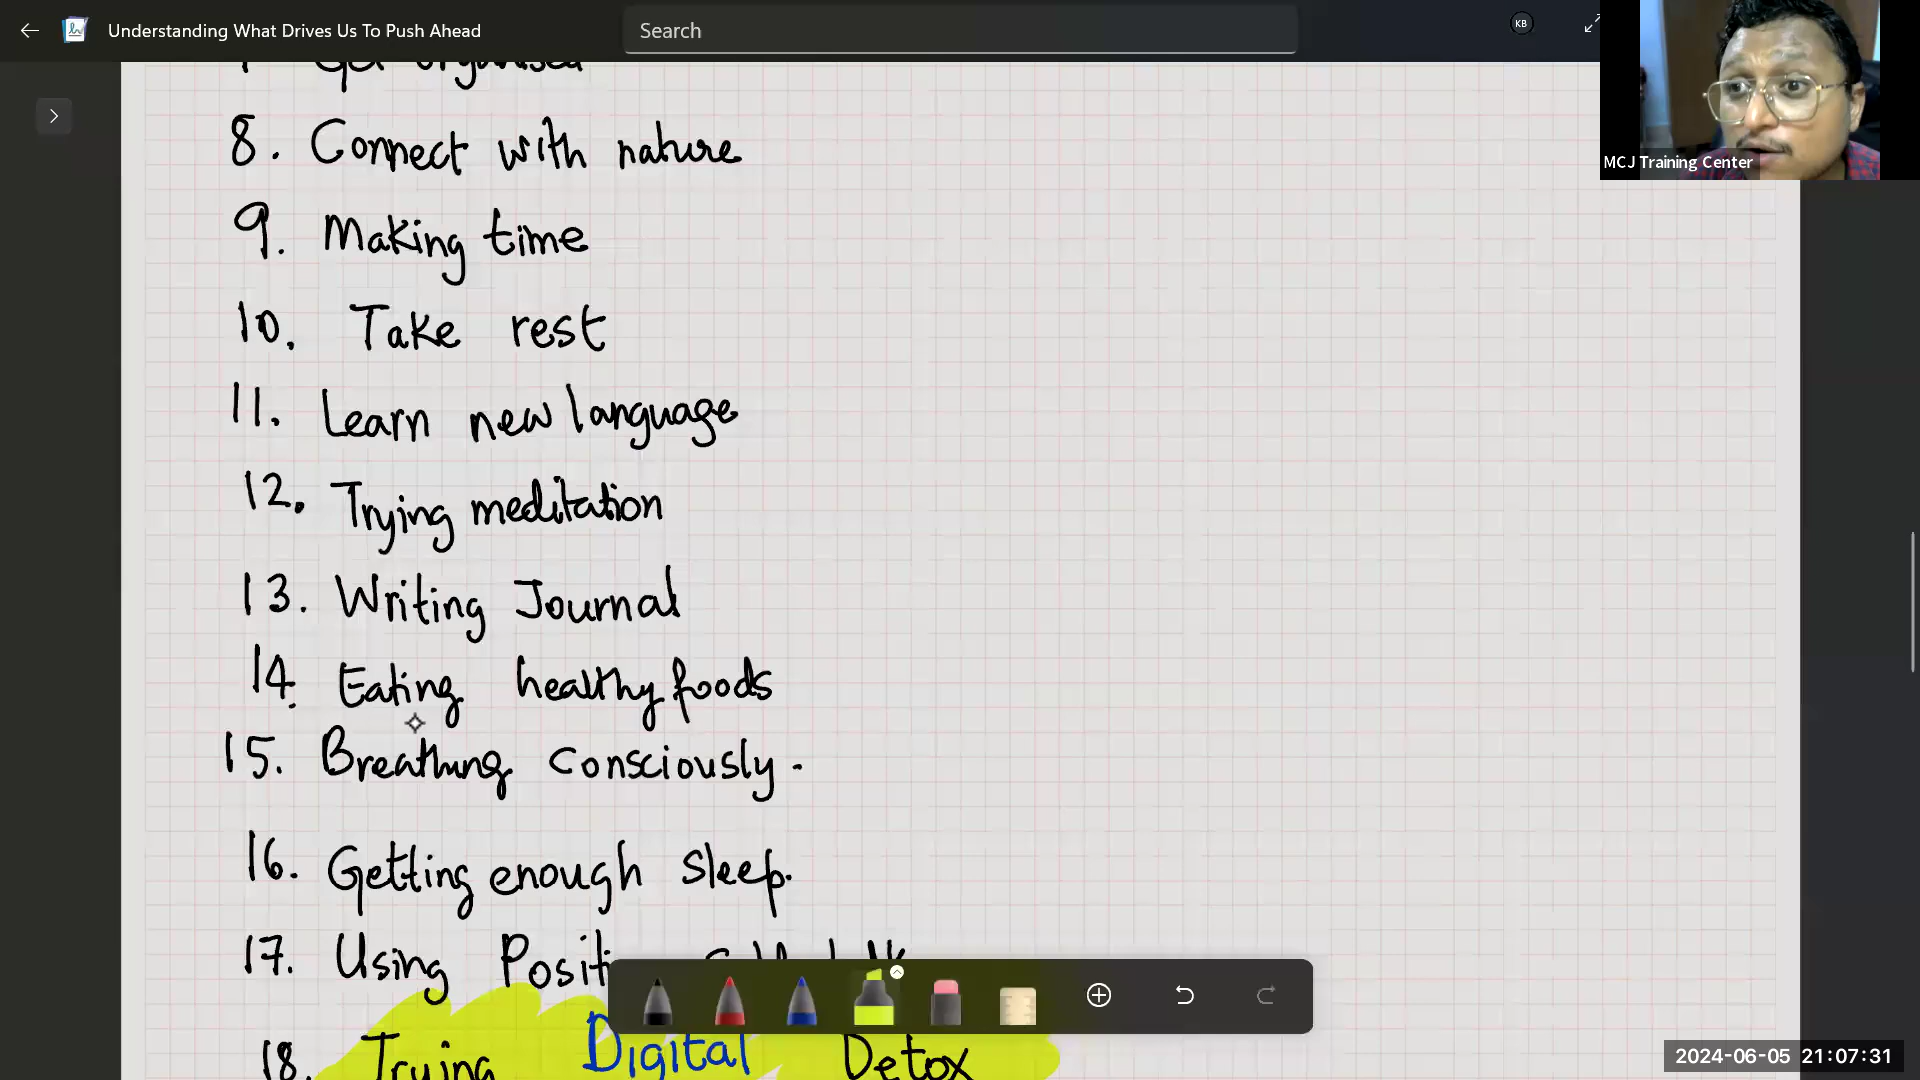 Understanding What Drives Us To Push Ahead
Search
KB
MCJ Training Center
Get organised
8. Connect with nature
9. Making time
10. Take rest
11. Learn new language
12. Trying meditation
13. Writing Journal
14. Eating healthy foods
15. Breathing Consciously.
16. Getting enough sleep.
17. Using
18. Trying Digital Detox
2024-06-05 21:07:31